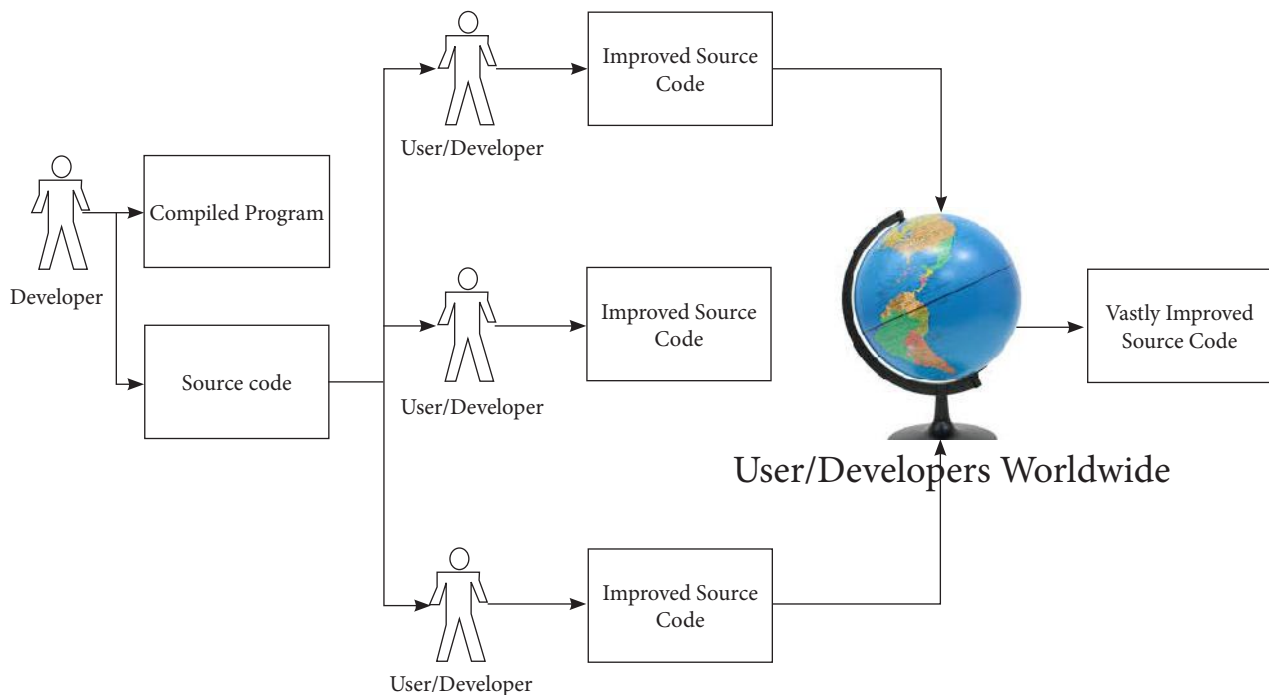 Developer
Compiled Program
Source code
User/Developer
Improved Source
Code
User/Developer
Improved Source
Code
User/Developer
Improved Source
Code
User/Developers Worldwide
Vastly Improved
Source Code